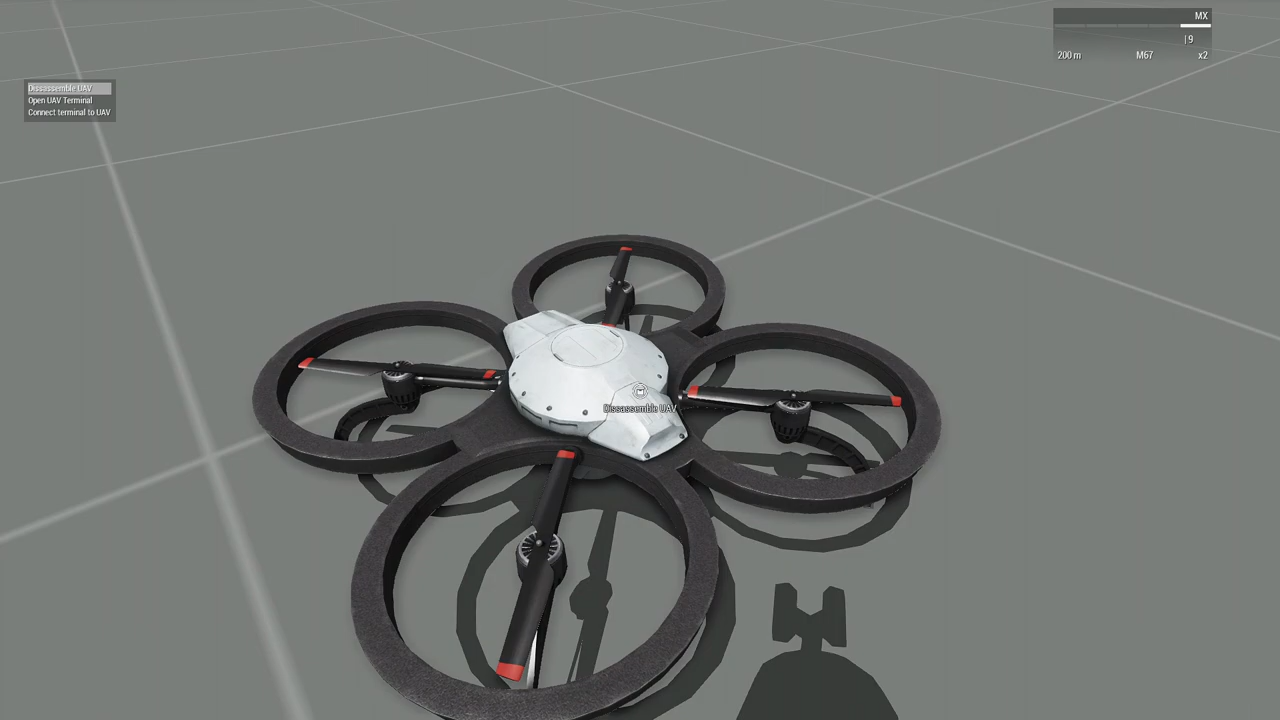 MX
| 9
200 m M67 x2
Dissassemble UAV
Open UAV Terminal
Connect terminal to UAV
Dissassemble UAV